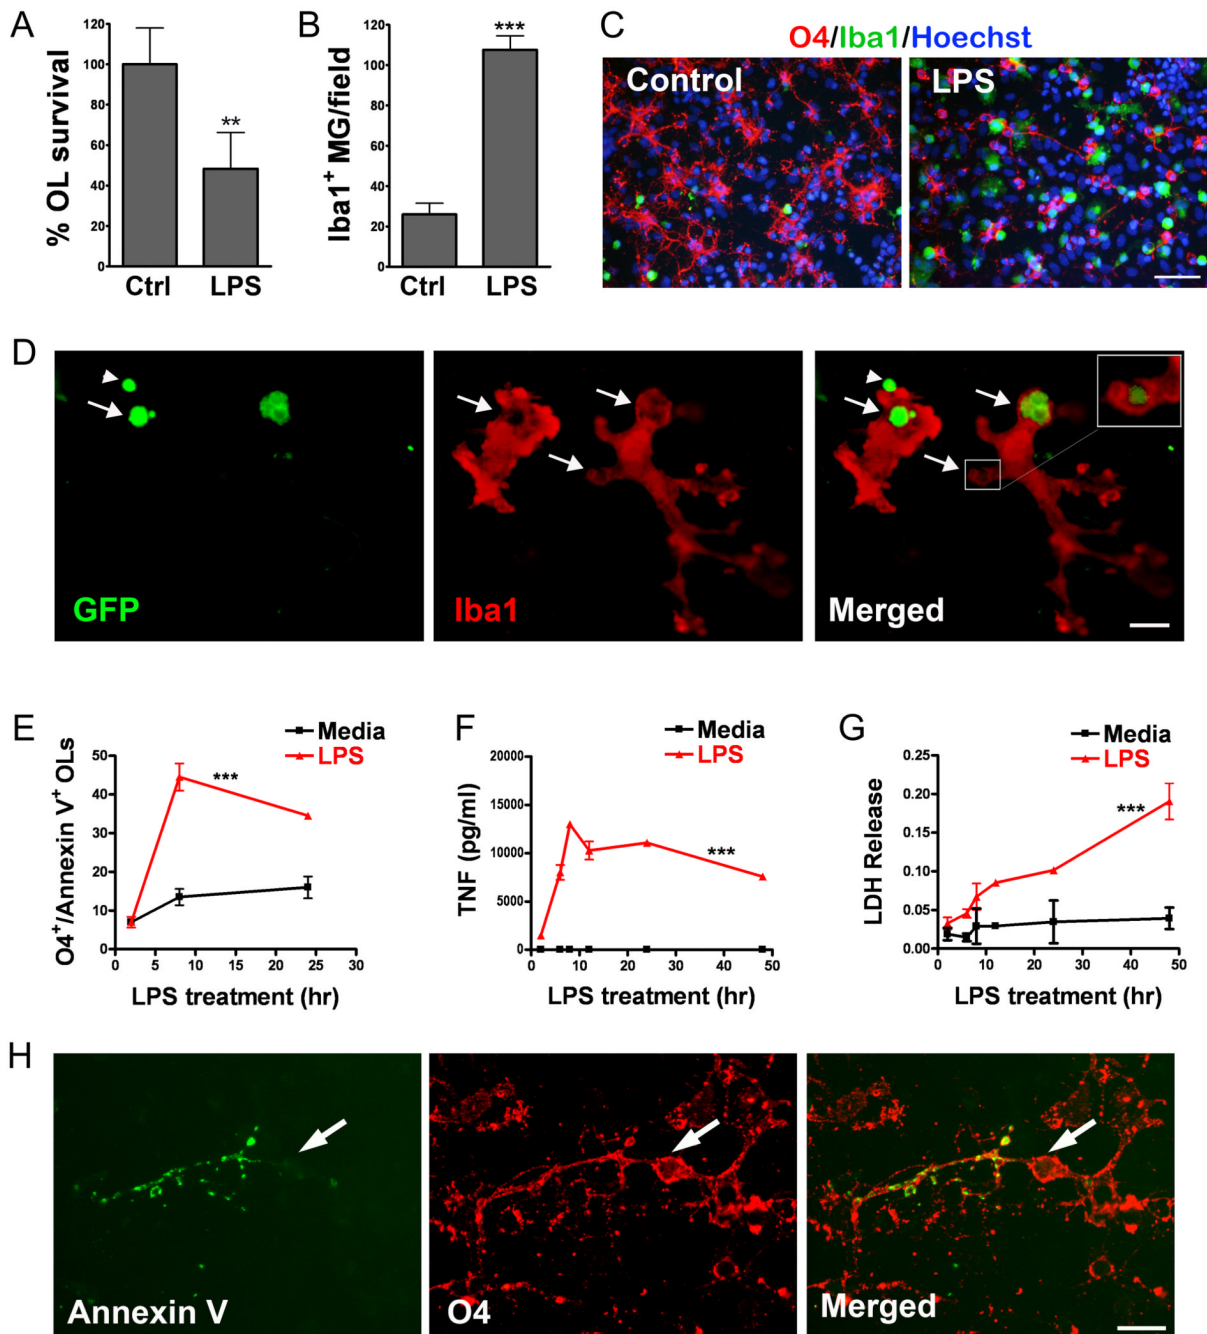 A
% OL survival
120
100
80
60
40
20
0
**
Ctrl
LPS
B
Iba1+ MG/field
120
100
80
60
40
20
0
***
Ctrl
LPS
C
O4/Iba1/Hoechst
Control
LPS
D
GFP
Iba1
Merged
E
Media
LPS
O4+/Annexin V+ OLs
50
40
30
20
10
0
***
0 5 10 15 20 25 30
LPS treatment (hr)
F
Media
LPS
TNF (pg/ml)
20000
15000
10000
5000
0
***
0 10 20 30 40 50
LPS treatment (hr)
G
Media
LPS
LDH Release
0.25
0.20
0.15
0.10
0.05
0.00
***
0 10 20 30 40 50
LPS treatment (hr)
H
Annexin V
O4
Merged